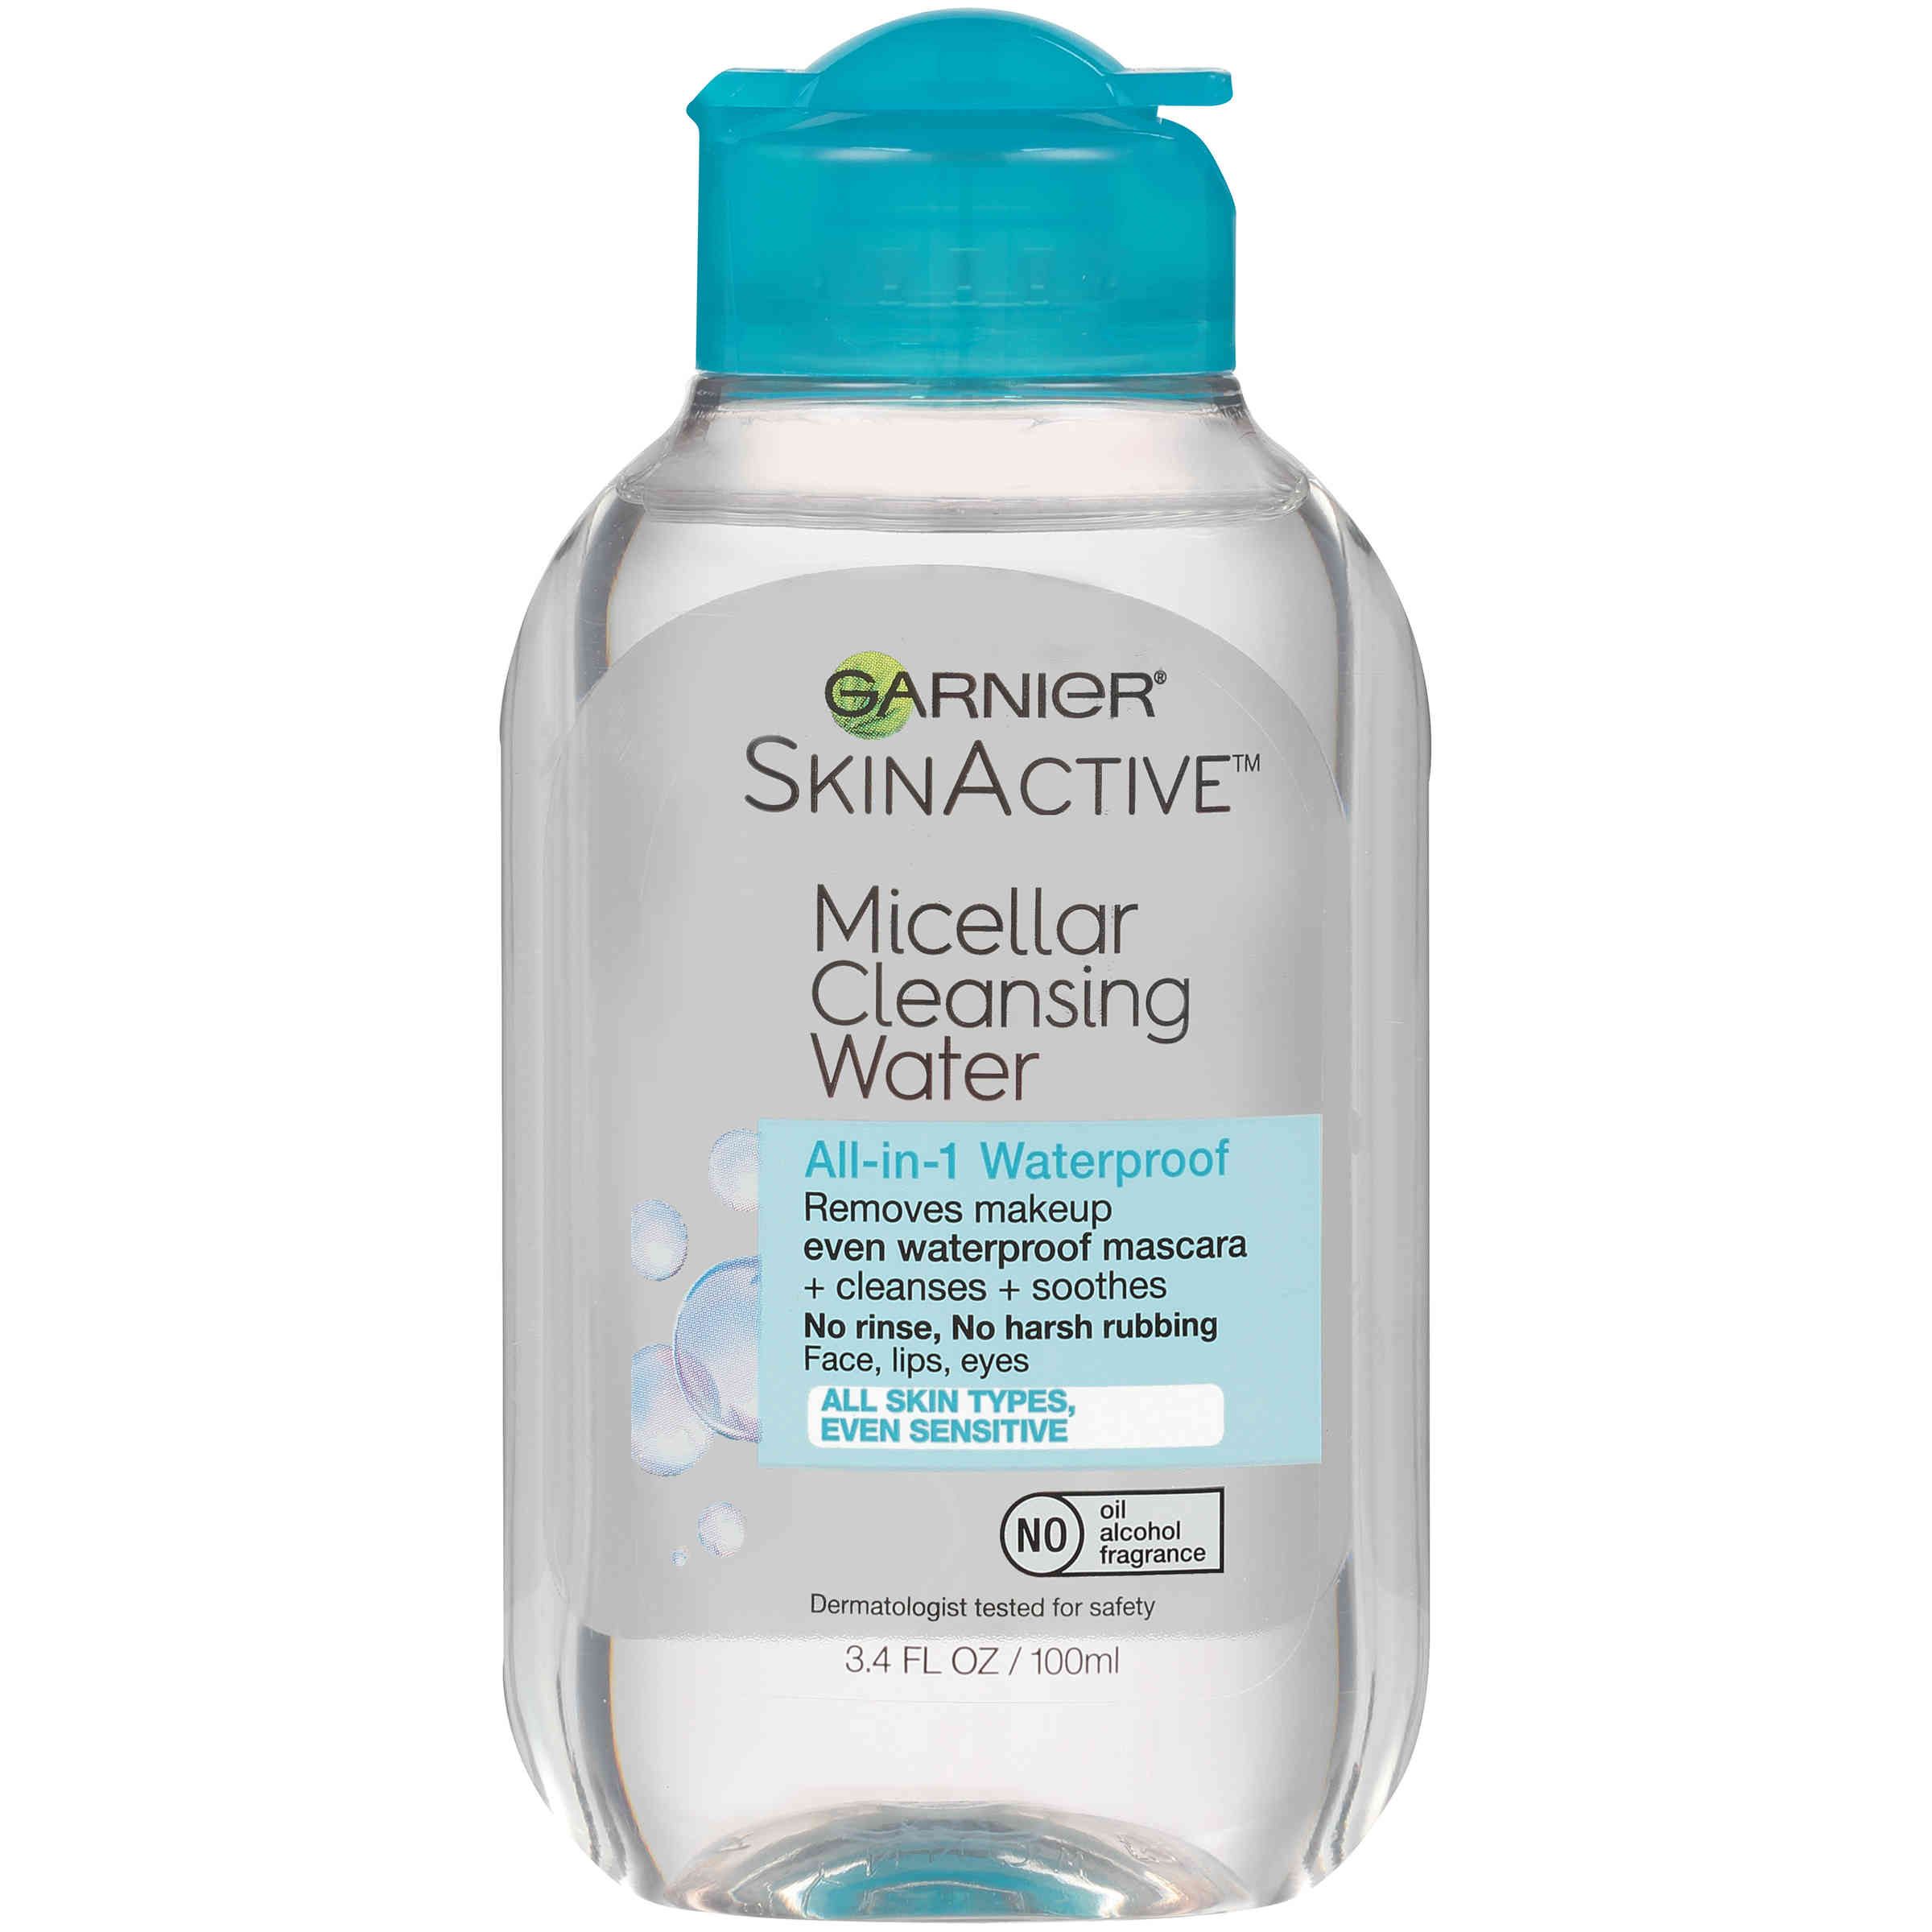 GARNIER®
SKINACTIVE™
Micellar
Cleansing
Water
All-in-1 Waterproof
Removes makeup
even waterproof mascara
+ cleanses + soothes
No rinse, No harsh rubbing
Face, lips, eyes
ALL SKIN TYPES,
EVEN SENSITIVE
NO
oil
alcohol
fragrance
Dermatologist tested for safety
3.4 FL OZ / 100ml